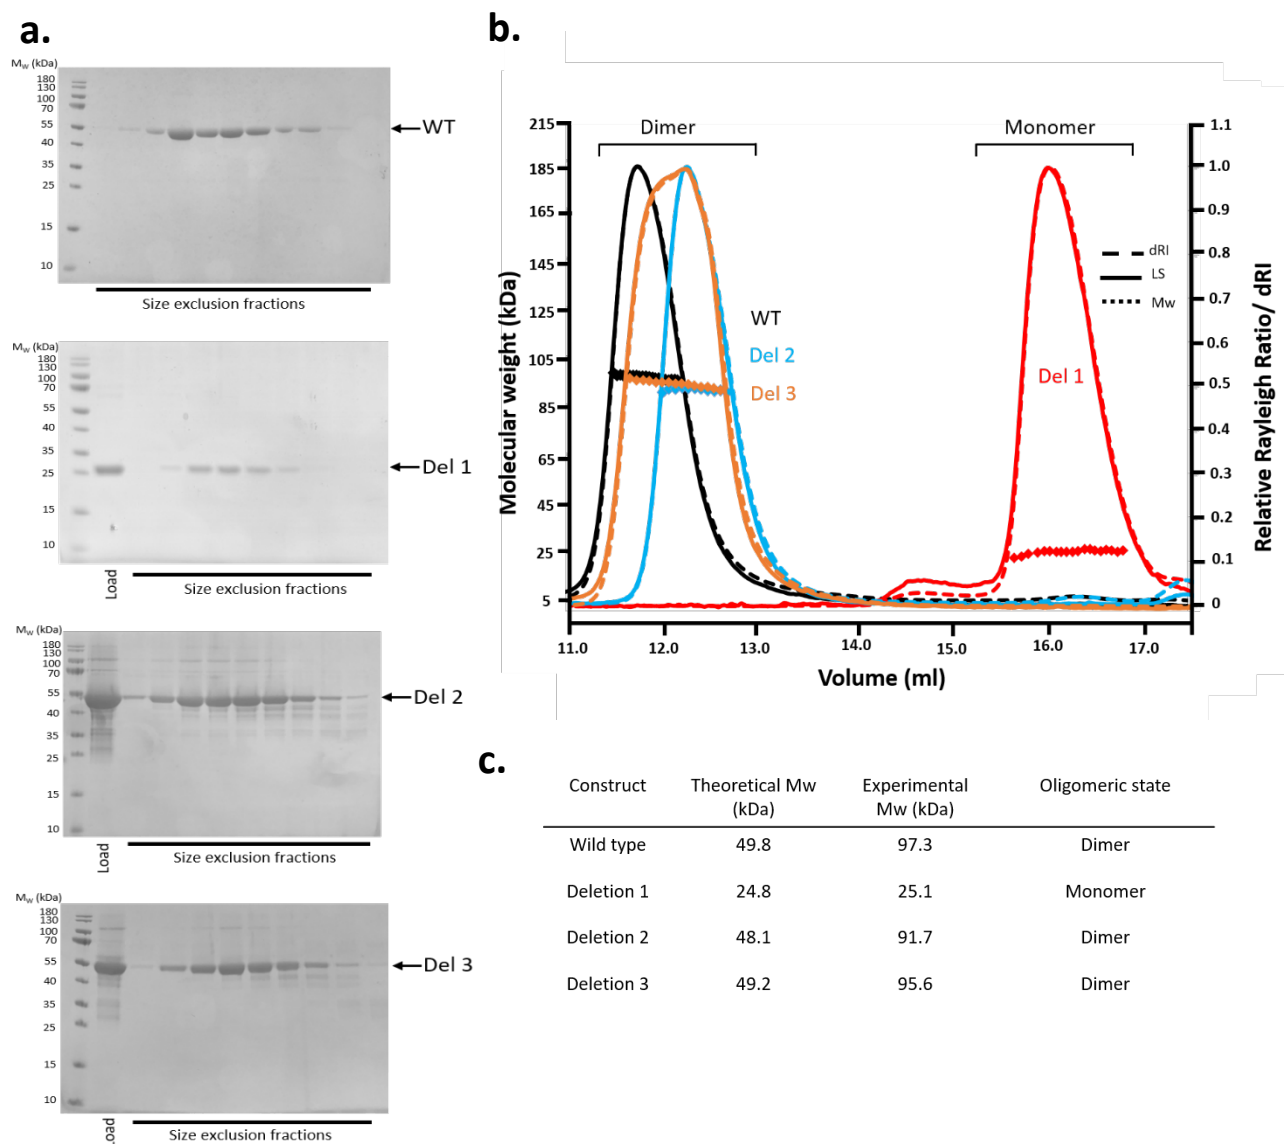 a.
Mw (kDa)
180
130
100
70
55
40
35
25
15
10
WT
Size exclusion fractions
Mw (kDa)
180
130
100
70
55
40
35
25
15
10
Del 1
Load
Size exclusion fractions
Mw (kDa)
180
130
100
70
55
40
35
25
15
10
Del 2
Load
Size exclusion fractions
Mw (kDa)
180
130
100
70
55
40
35
25
15
10
Del 3
Load
Size exclusion fractions
b.
Dimer
Monomer
Molecular weight (kDa)
215
185
165
145
125
105
85
65
45
25
5
WT
Del 2
Del 3
Del 1
dRI
LS
Mw
1.1
1.0
0.9
0.8
0.7
0.6
0.5
0.4
0.3
0.2
0.1
0
Relative Rayleigh Ratio/ dRI
11.0 12.0 13.0 14.0 15.0 16.0 17.0
Volume (ml)
c.
Construct Theoretical Mw Experimental Oligomeric state
(kDa) Mw (kDa)
Wild type 49.8 97.3 Dimer
Deletion 1 24.8 25.1 Monomer
Deletion 2 48.1 91.7 Dimer
Deletion 3 49.2 95.6 Dimer